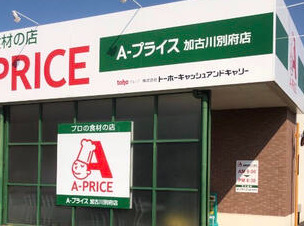 食材の店
PRICE
A-プライス 加古川別府店
株式会社 トーホーキャッシュアンドキャリー
プロの食材の店
A
A-PRICE
A-プライス 加古川別府店